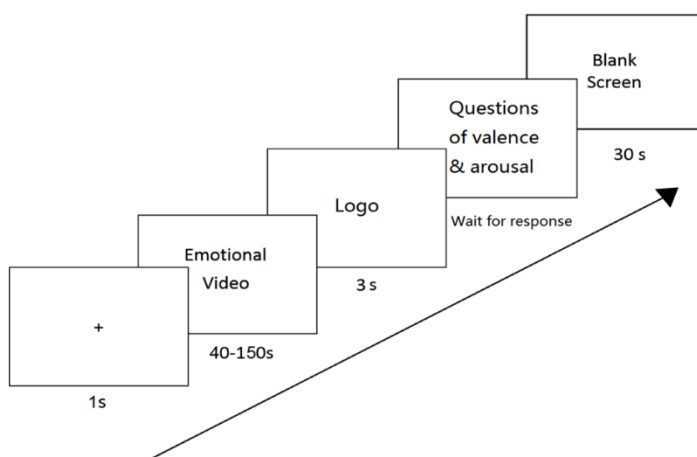 +
1s
Emotional
Video
40-150s
Logo
3 s
Questions
of valence
& arousal
Wait for response
Blank
Screen
30 s